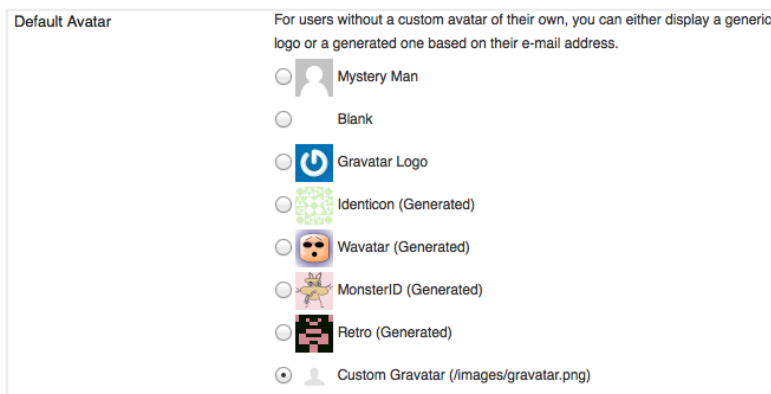 Default Avatar
For users without a custom avatar of their own, you can either display a generic
logo or a generated one based on their e-mail address.
Mystery Man
Blank
Gravatar Logo
Identicon (Generated)
Wavatar (Generated)
MonsterID (Generated)
Retro (Generated)
Custom Gravatar (/images/gravatar.png)